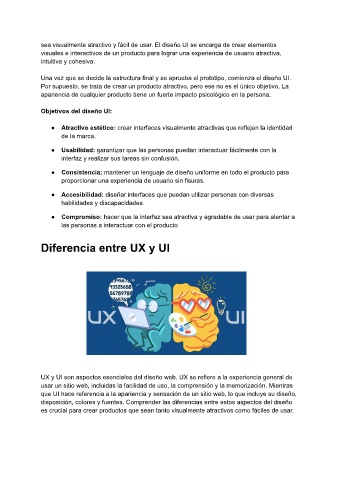 sea visualmente atractivo y fácil de usar. El diseño UI se encarga de crear elementos
visuales e interactivos de un producto para lograr una experiencia de usuario atractiva,
intuitiva y cohesiva.
Una vez que se decide la estructura final y se aprueba el prototipo, comienza el diseño UI.
Por supuesto, se trata de crear un producto atractivo, pero ese no es el único objetivo. La
apariencia de cualquier producto tiene un fuerte impacto psicológico en la persona.
Objetivos del diseño UI:
● Atractivo estético: crear interfaces visualmente atractivas que reflejen la identidad
de la marca.
● Usabilidad: garantizar que las personas puedan interactuar fácilmente con la
interfaz y realizar sus tareas sin confusión.
● Consistencia: mantener un lenguaje de diseño uniforme en todo el producto para
proporcionar una experiencia de usuario sin fisuras.
● Accesibilidad: diseñar interfaces que puedan utilizar personas con diversas
habilidades y discapacidades.
● Compromiso: hacer que la interfaz sea atractiva y agradable de usar para alentar a
las personas a interactuar con el producto
Diferencia entre UX y UI
UX
UI
UX y UI son aspectos esenciales del diseño web. UX se refiere a la experiencia general de
usar un sitio web, incluidas la facilidad de uso, la comprensión y la memorización. Mientras
que UI hace referencia a la apariencia y sensación de un sitio web, lo que incluye su diseño,
disposición, colores y fuentes. Comprender las diferencias entre estos aspectos del diseño
es crucial para crear productos que sean tanto visualmente atractivos como fáciles de usar.